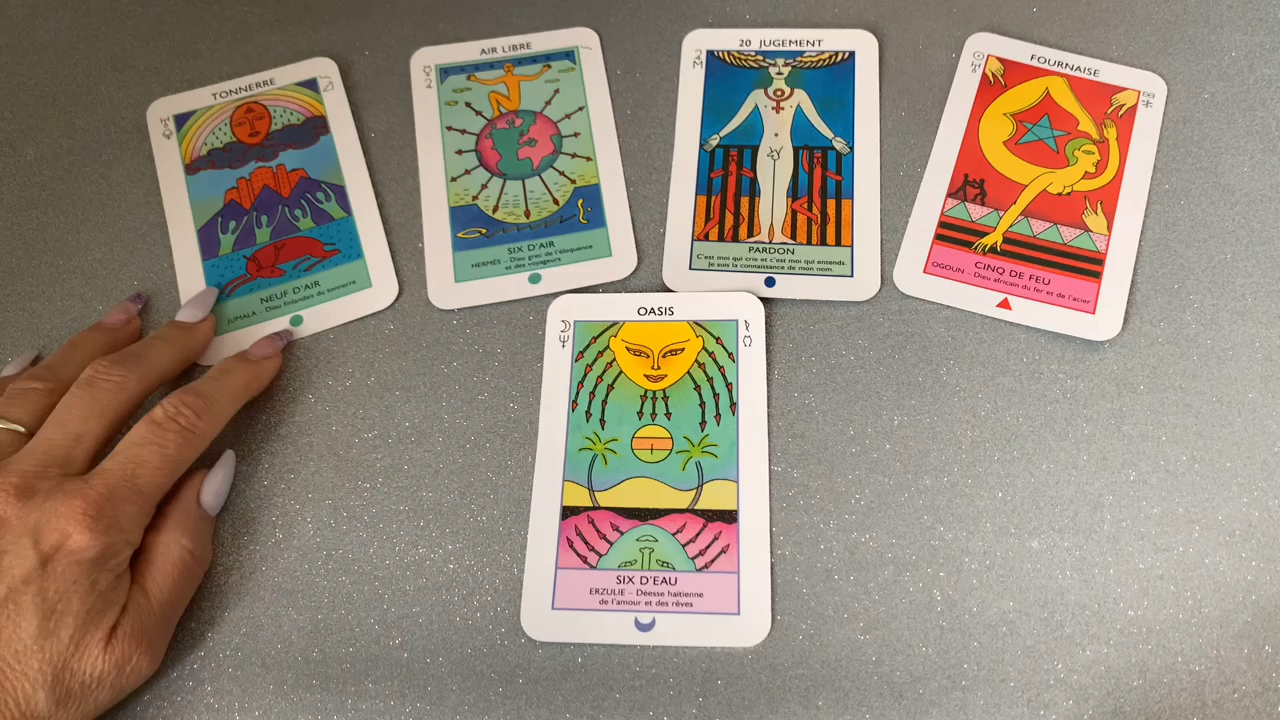 TONNERRE
NEUF D'AIR
JUMALA – Dieu finlandais du tonnerre
AIR LIBRE
SIX D'AIR
HERMÈS – Dieu grec de l'éloquence
et des voyageurs
20 JUGEMENT
PARDON
C'est moi qui crie et c'est moi qui entends.
Je suis la connaissance de mon nom.
FOURNAISE
CINQ DE FEU
OGOUN – Dieu africain du fer et de l'acier
OASIS
SIX D'EAU
ERZULIE – Déesse haïtienne
de l'amour et des rêves